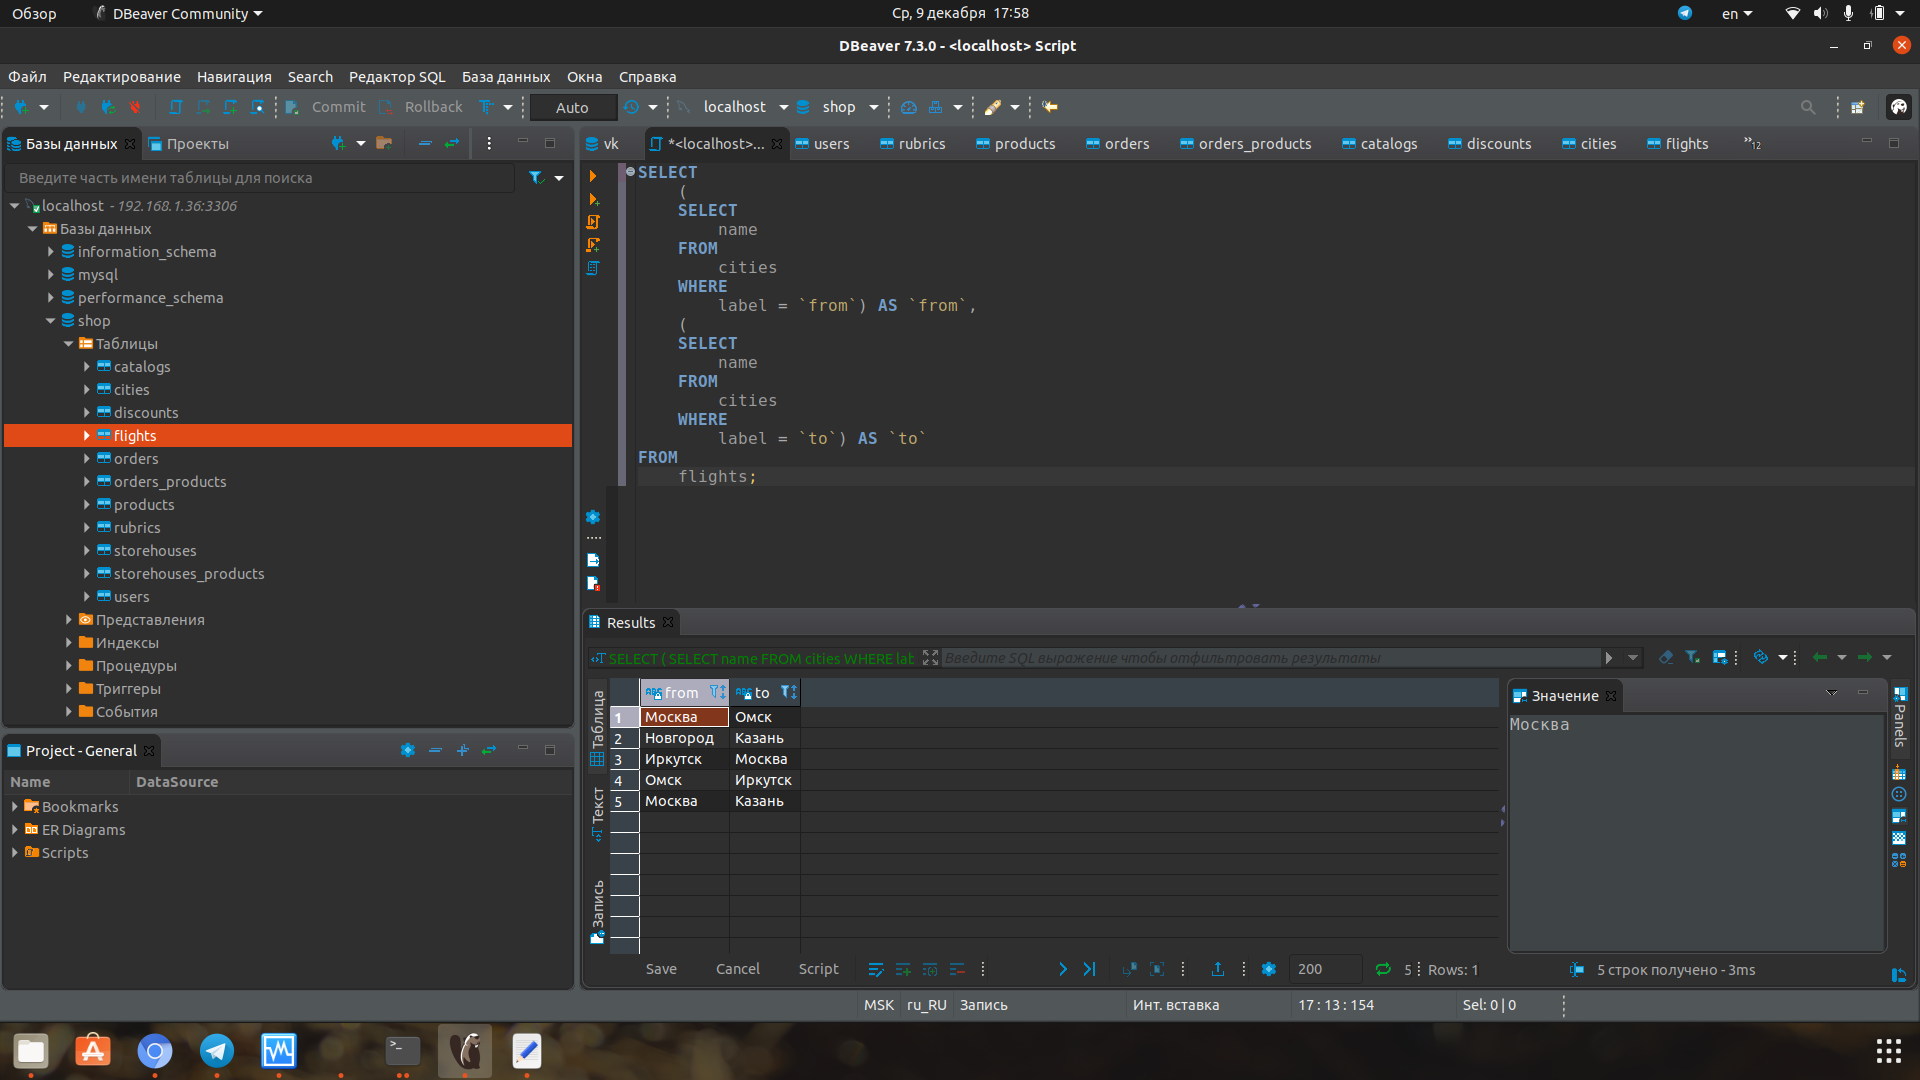 Обзор
DBeaver Community
Ср, 9 декабря 17:58
en
DBeaver 7.3.0 - <localhost> Script
Файл Редактирование Навигация Search Редактор SQL База данных Окна Справка
Commit Rollback Auto localhost shop
Базы данных Проекты
Введите часть имени таблицы для поиска
localhost - 192.168.1.36:3306
Базы данных
information_schema
mysql
performance_schema
shop
Таблицы
catalogs
cities
discounts
flights
orders
orders_products
products
rubrics
storehouses
storehouses_products
users
Представления
Индексы
Процедуры
Триггеры
События
Project - General
Name DataSource
Bookmarks
ER Diagrams
Scripts
vk *<localhost>... users rubrics products orders orders_products catalogs discounts cities flights »12
SELECT
(
SELECT
name
FROM
cities
WHERE
label = `from`) AS `from`,
(
SELECT
name
FROM
cities
WHERE
label = `to`) AS `to`
FROM
flights;
Results
SELECT ( SELECT name FROM cities WHERE lab
Введите SQL выражение чтобы отфильтровать результаты
Таблица
Текст
Запись
from to
1 Москва Омск
2 Новгород Казань
3 Иркутск Москва
4 Омск Иркутск
5 Москва Казань
Значение
Москва
Panels
Save Cancel Script 200 5 Rows: 1 5 строк получено - 3ms
MSK ru_RU Запись Инт. вставка 17 : 13 : 154 Sel: 0 | 0